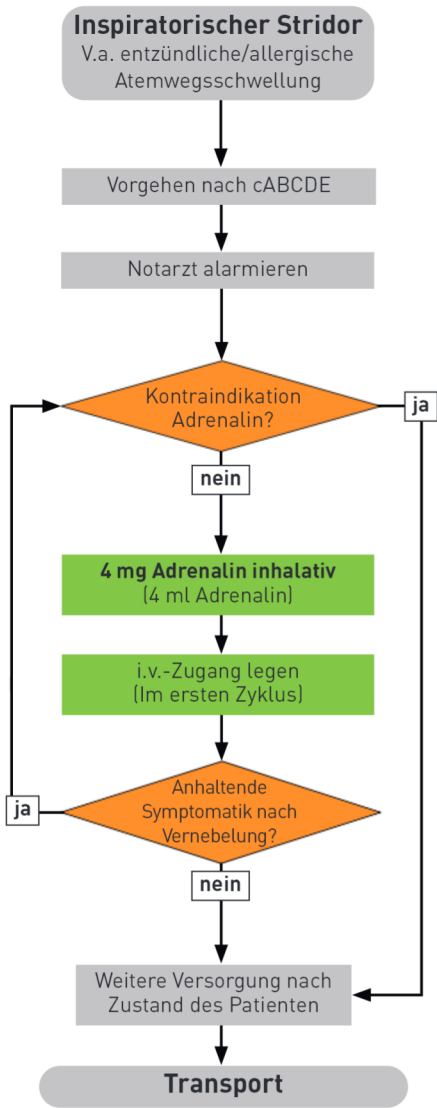 Inspiratorischer Stridor
V.a. entzündliche/allergische
Atemwegsschwellung
Vorgehen nach cABCDE
Notarzt alarmieren
Kontraindikation
Adrenalin?
ja
nein
4 mg Adrenalin inhalativ
(4 ml Adrenalin)
i.v.-Zugang legen
(Im ersten Zyklus)
Anhaltende
Symptomatik nach
Vernebelung?
ja
nein
Weitere Versorgung nach
Zustand des Patienten
Transport